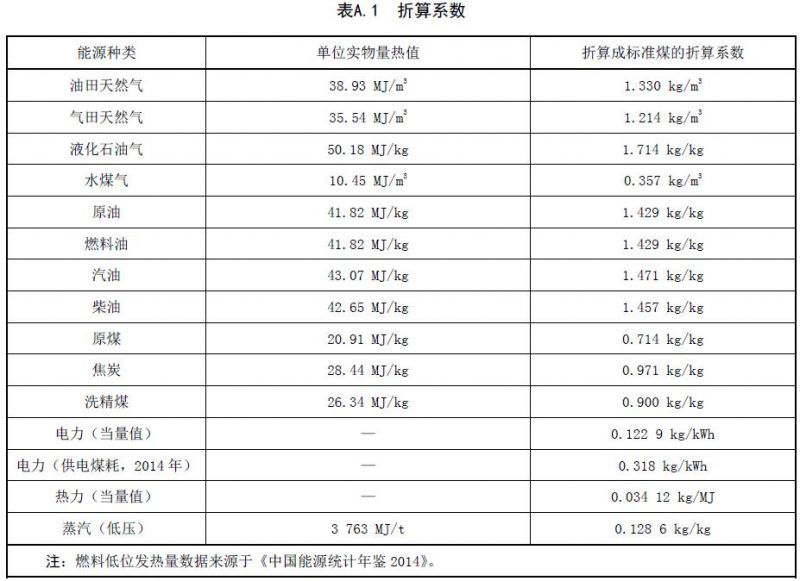 表A.1 折算系数
能源种类 单位实物量热值 折算成标准煤的折算系数
油田天然气 38.93 MJ/m³ 1.330 kg/m³
气田天然气 35.54 MJ/m³ 1.214 kg/m³
液化石油气 50.18 MJ/kg 1.714 kg/kg
水煤气 10.45 MJ/m³ 0.357 kg/m³
原油 41.82 MJ/kg 1.429 kg/kg
燃料油 41.82 MJ/kg 1.429 kg/kg
汽油 43.07 MJ/kg 1.471 kg/kg
柴油 42.65 MJ/kg 1.457 kg/kg
原煤 20.91 MJ/kg 0.714 kg/kg
焦炭 28.44 MJ/kg 0.971 kg/kg
洗精煤 26.34 MJ/kg 0.900 kg/kg
电力（当量值） — 0.122 9 kg/kWh
电力（供电煤耗，2014年） — 0.318 kg/kWh
热力（当量值） — 0.034 12 kg/MJ
蒸汽（低压） 3 763 MJ/t 0.128 6 kg/kg
注：燃料低位发热量数据来源于《中国能源统计年鉴2014》。